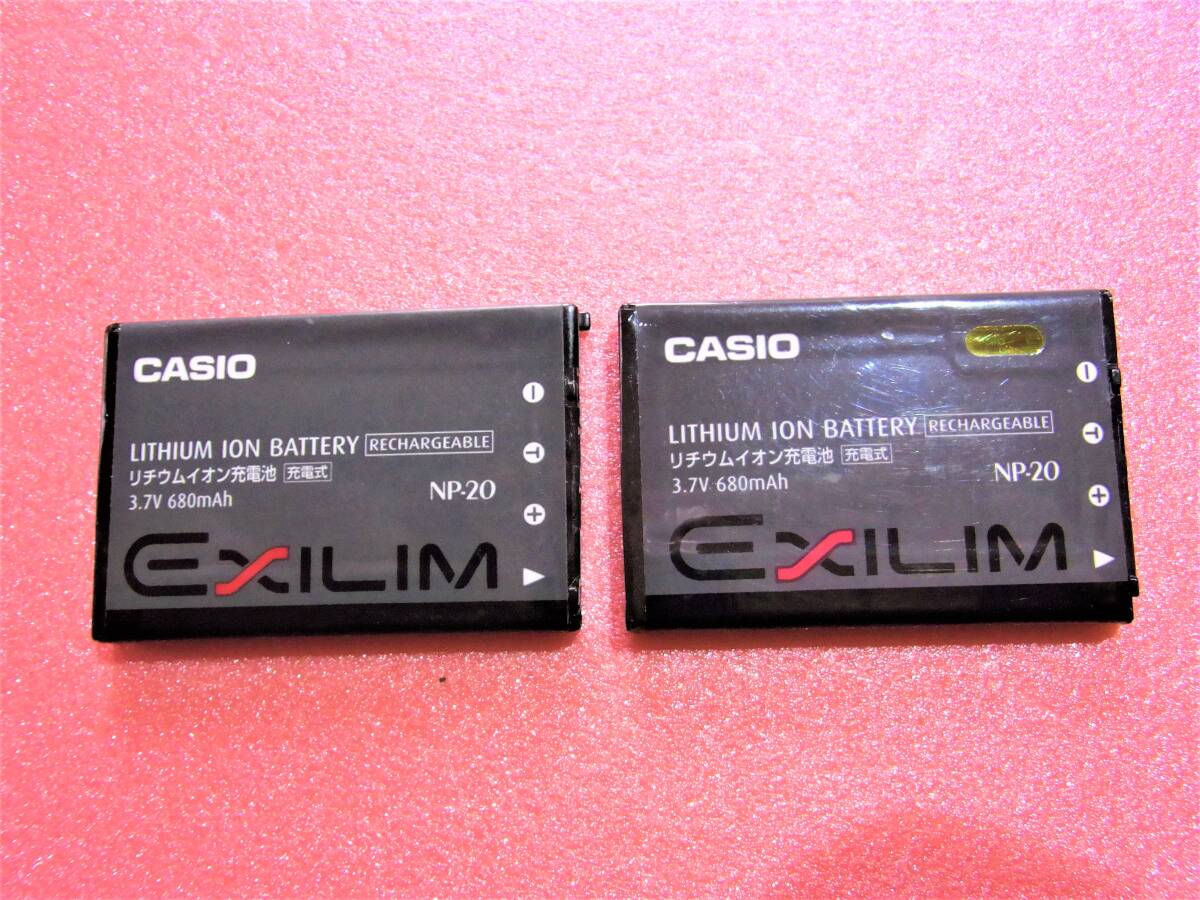 CASIO
LITHIUM ION BATTERY RECHARGEABLE
リチウムイオン充電池 充電式
3.7V 680mAh NP-20
EXILIM
− T +
CASIO
LITHIUM ION BATTERY RECHARGEABLE
リチウムイオン充電池 充電式
3.7V 680mAh NP-20
EXILIM
− T +